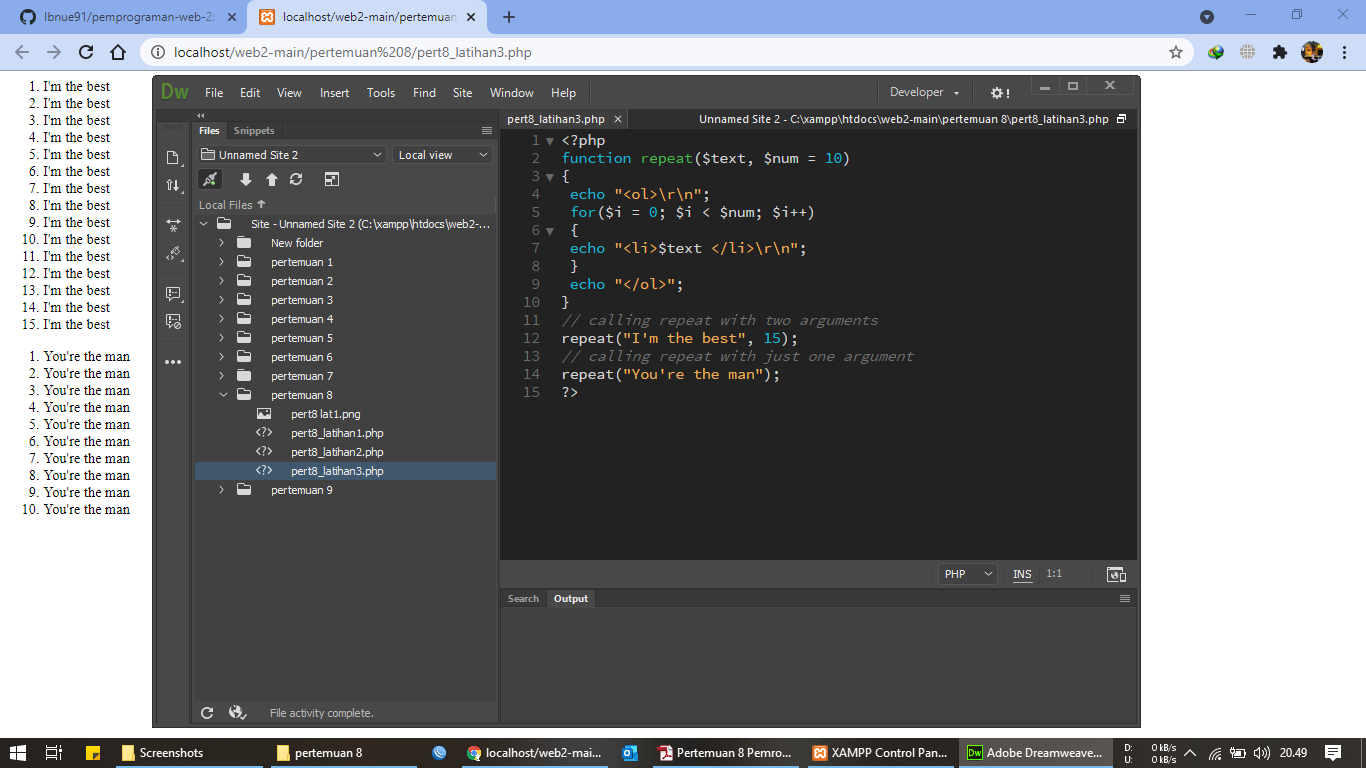 lbnue91/pemprograman-web-2:
localhost/web2-main/pertemuan
localhost/web2-main/pertemuan%208/pert8_latihan3.php
1. I'm the best
2. I'm the best
3. I'm the best
4. I'm the best
5. I'm the best
6. I'm the best
7. I'm the best
8. I'm the best
9. I'm the best
10. I'm the best
11. I'm the best
12. I'm the best
13. I'm the best
14. I'm the best
15. I'm the best
1. You're the man
2. You're the man
3. You're the man
4. You're the man
5. You're the man
6. You're the man
7. You're the man
8. You're the man
9. You're the man
10. You're the man
Dw File Edit View Insert Tools Find Site Window Help Developer
Files Snippets
Unnamed Site 2 Local view
Local Files
Site - Unnamed Site 2 (C:\xampp\htdocs\web2-...
New folder
pertemuan 1
pertemuan 2
pertemuan 3
pertemuan 4
pertemuan 5
pertemuan 6
pertemuan 7
pertemuan 8
pert8 lat1.png
pert8_latihan1.php
pert8_latihan2.php
pert8_latihan3.php
pertemuan 9
File activity complete.
pert8_latihan3.php Unnamed Site 2 - C:\xampp\htdocs\web2-main\pertemuan 8\pert8_latihan3.php
1 <?php
2 function repeat($text, $num = 10)
3 {
4 echo "<ol>\r\n";
5 for($i = 0; $i < $num; $i++)
6 {
7 echo "<li>$text </li>\r\n";
8 }
9 echo "</ol>";
10 }
11 // calling repeat with two arguments
12 repeat("I'm the best", 15);
13 // calling repeat with just one argument
14 repeat("You're the man");
15 ?>
PHP INS 1:1
Search Output
Screenshots
pertemuan 8
localhost/web2-mai...
Pertemuan 8 Pemro...
XAMPP Control Pan...
Dw Adobe Dreamweave...
D: 0 kB/s
U: 0 kB/s
20.49